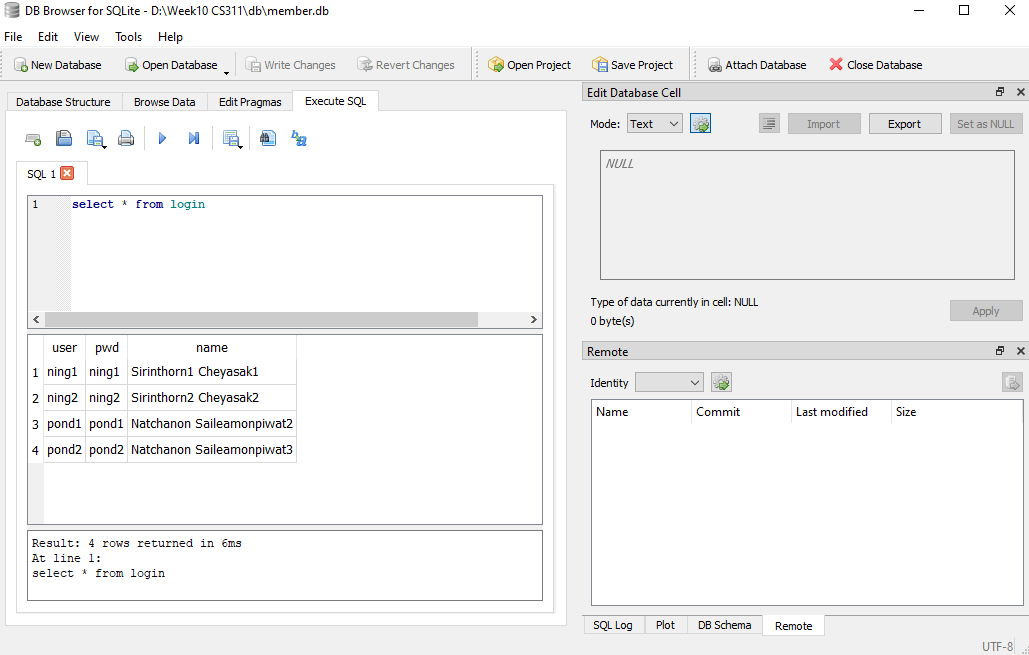 DB Browser for SQLite - D:\Week10 CS311\db\member.db
File Edit View Tools Help
New Database Open Database Write Changes Revert Changes Open Project Save Project Attach Database Close Database
Database Structure Browse Data Edit Pragmas Execute SQL
SQL 1
1 select * from login
user pwd name
1 ning1 ning1 Sirinthorn1 Cheyasak1
2 ning2 ning2 Sirinthorn2 Cheyasak2
3 pond1 pond1 Natchanon Saileamonpiwat2
4 pond2 pond2 Natchanon Saileamonpiwat3
Result: 4 rows returned in 6ms
At line 1:
select * from login
Edit Database Cell
Mode: Text Import Export Set as NULL
NULL
Type of data currently in cell: NULL
0 byte(s)
Apply
Remote
Identity
Name Commit Last modified Size
SQL Log Plot DB Schema Remote
UTF-8